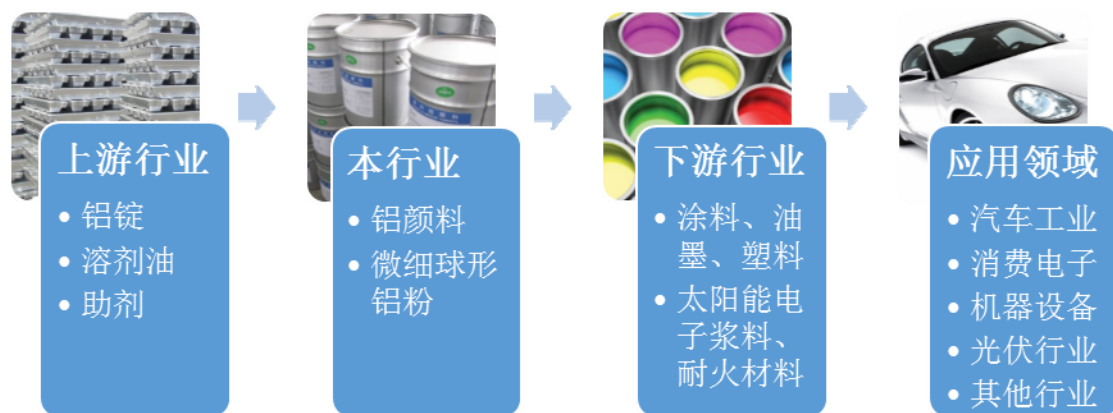 上游行业
• 铝锭
• 溶剂油
• 助剂
本行业
• 铝颜料
• 微细球形
铝粉
下游行业
• 涂料、油
墨、塑料
• 太阳能电
子浆料、
耐火材料
应用领域
• 汽车工业
• 消费电子
• 机器设备
• 光伏行业
• 其他行业